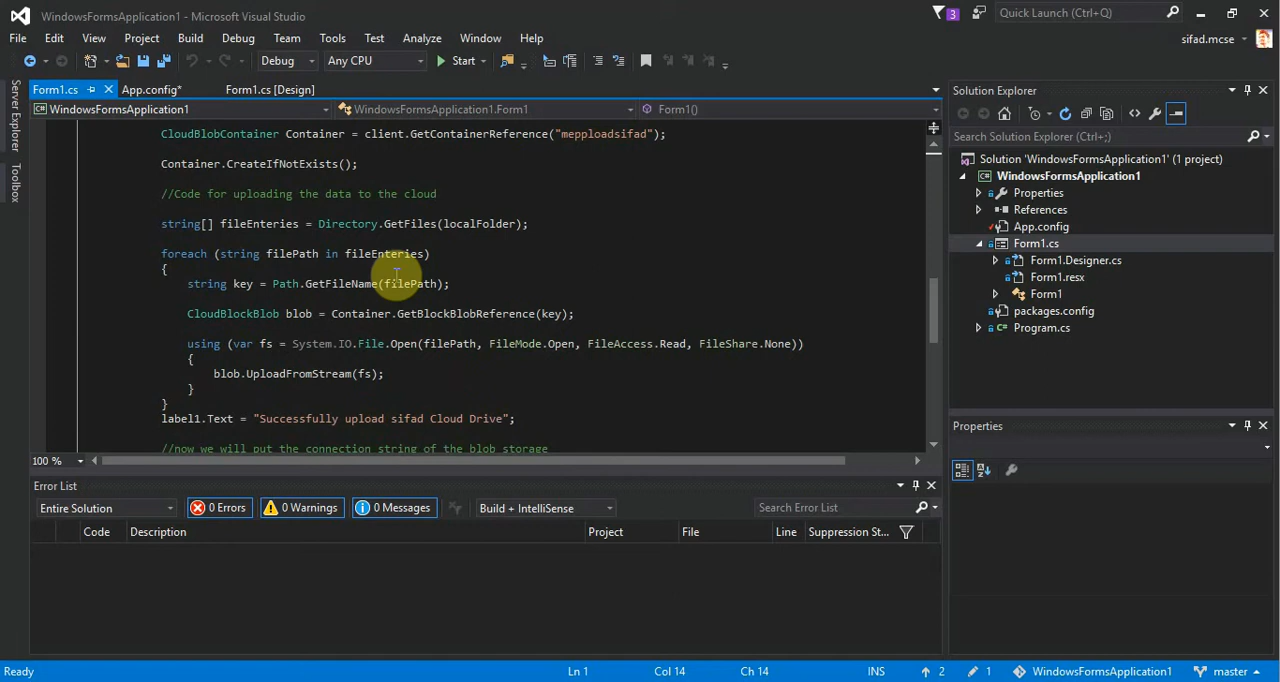 WindowsFormsApplication1 - Microsoft Visual Studio
3
Quick Launch (Ctrl+Q)
File Edit View Project Build Debug Team Tools Test Analyze Window Help
sifad.mcse
Debug Any CPU Start
Form1.cs App.config* Form1.cs [Design]
WindowsFormsApplication1 WindowsFormsApplication1.Form1 Form1()
Server Explorer
Toolbox
CloudBlobContainer Container = client.GetContainerReference("mepploadsifad");
Container.CreateIfNotExists();
//Code for uploading the data to the cloud
string[] fileEnteries = Directory.GetFiles(localFolder);
foreach (string filePath in fileEnteries)
{
string key = Path.GetFileName(filePath);
CloudBlockBlob blob = Container.GetBlockBlobReference(key);
using (var fs = System.IO.File.Open(filePath, FileMode.Open, FileAccess.Read, FileShare.None))
{
blob.UploadFromStream(fs);
}
}
label1.Text = "Successfully upload sifad Cloud Drive";
//now we will put the connection string of the blob storage
100 %
Solution Explorer
Search Solution Explorer (Ctrl+;)
Solution 'WindowsFormsApplication1' (1 project)
WindowsFormsApplication1
Properties
References
App.config
Form1.cs
Form1.Designer.cs
Form1.resx
Form1
packages.config
Program.cs
Properties
Error List
Entire Solution 0 Errors 0 Warnings 0 Messages Build + IntelliSense Search Error List
Code Description Project File Line Suppression St...
Ready Ln 1 Col 14 Ch 14 INS 2 1 WindowsFormsApplication1 master